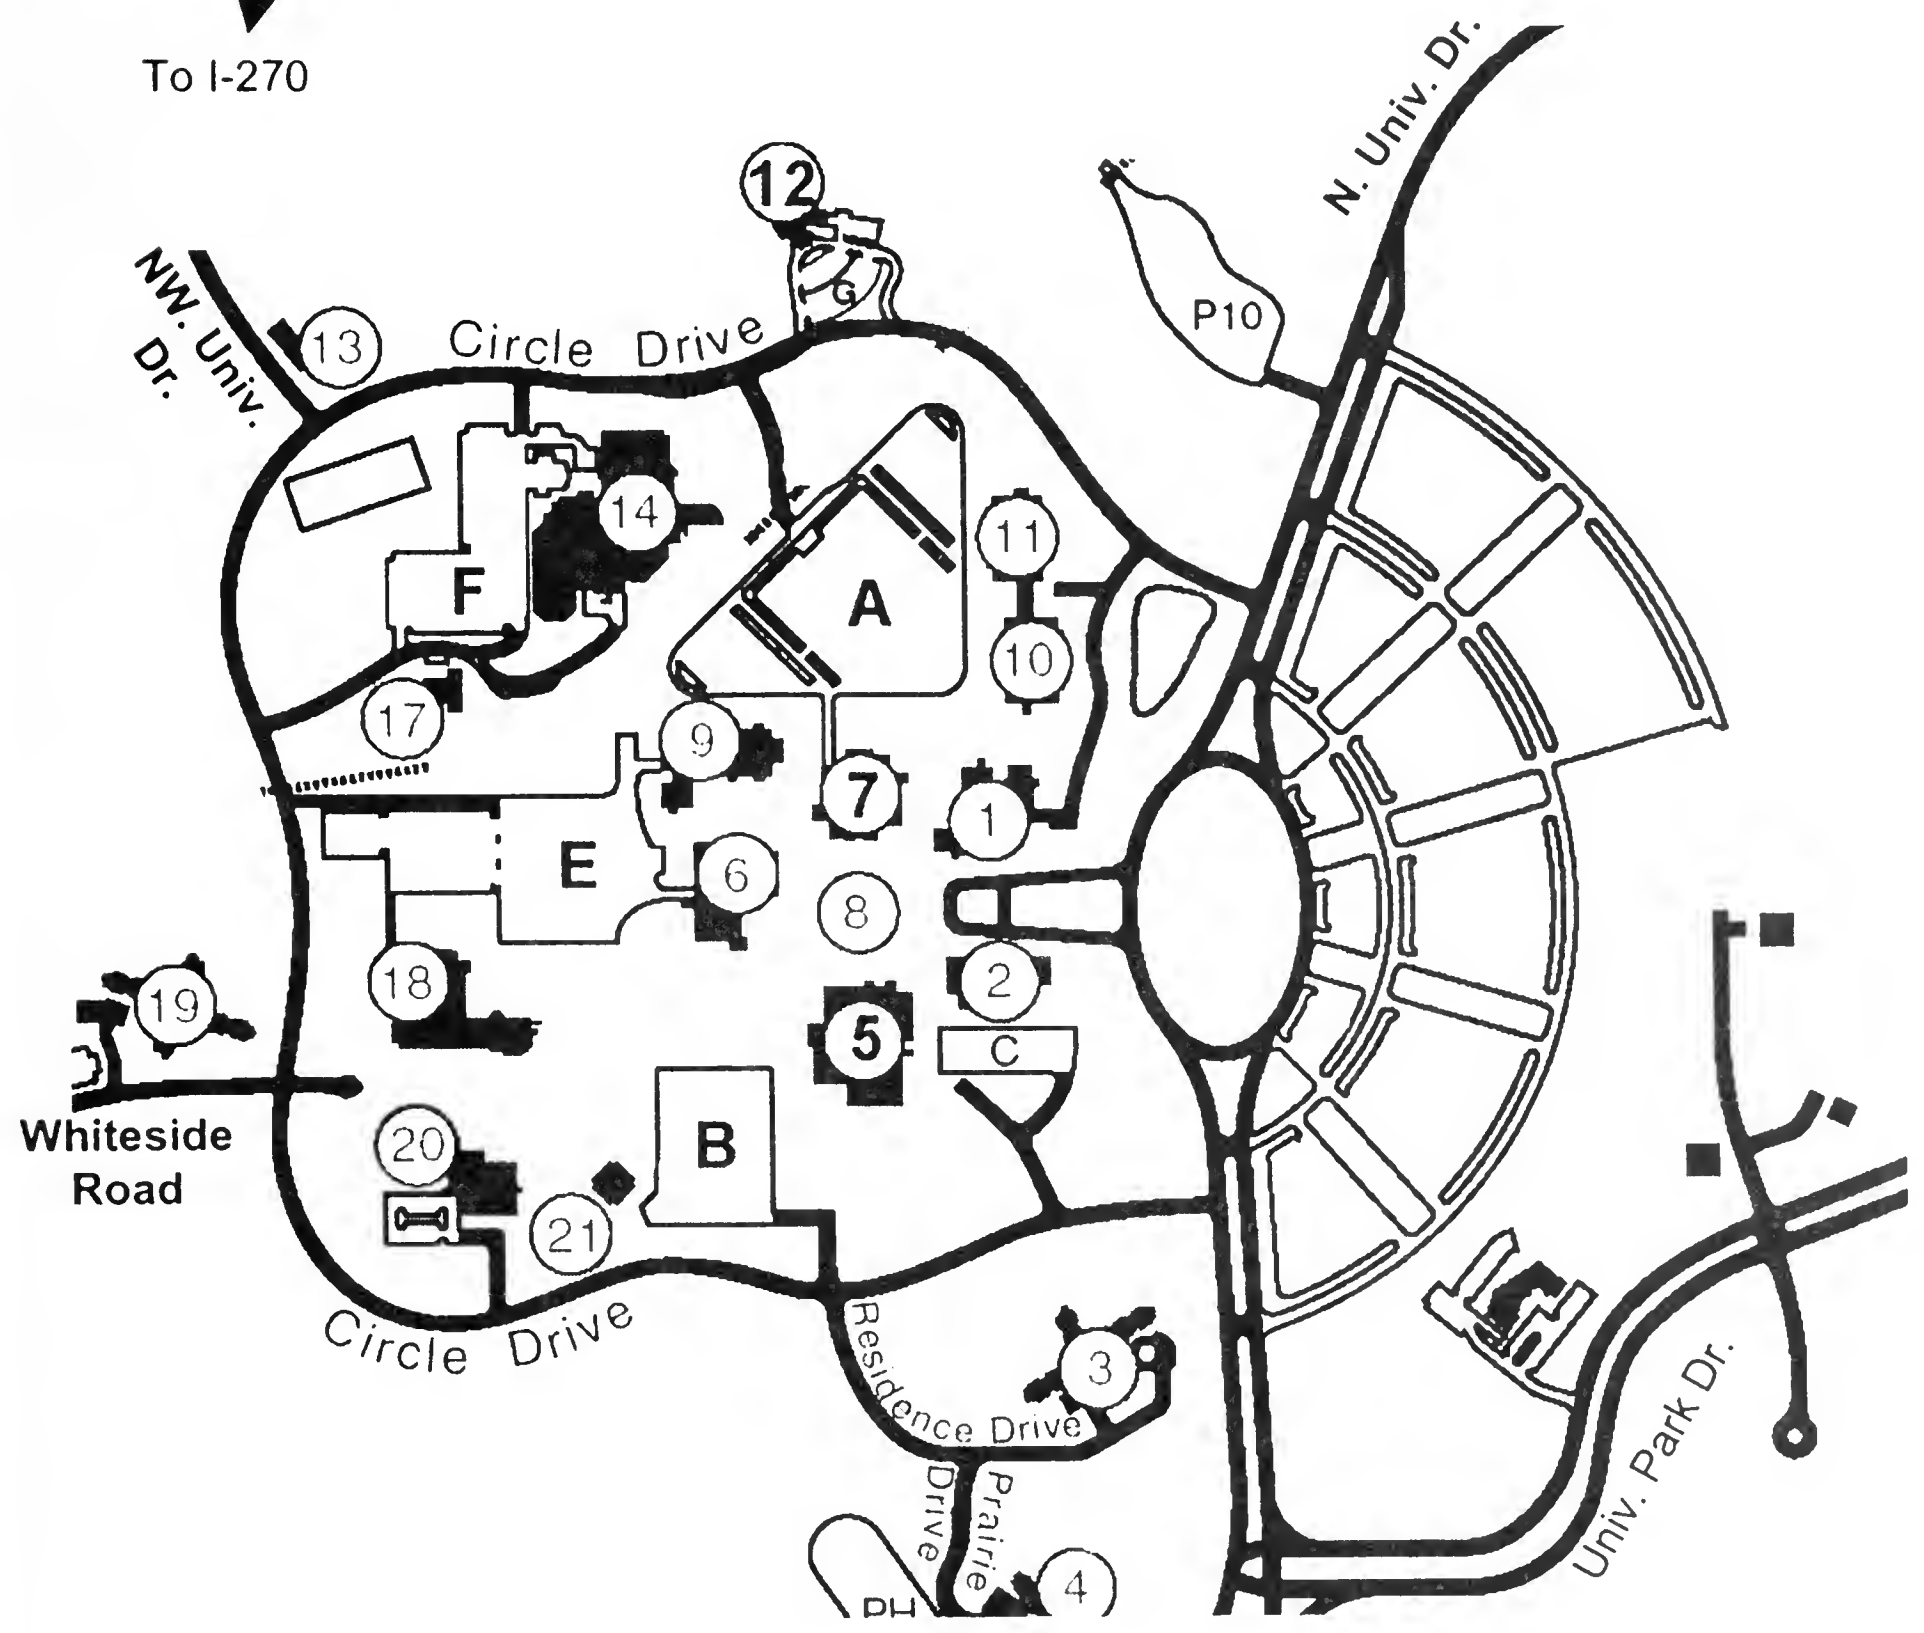 To I-270
N. Univ. Dr.
12
G
P10
NW. Univ.
Dr.
13
Circle Drive
14
11
F
A
10
17
9
7
1
E
6
8
18
2
19
5
C
Whiteside
Road
20
B
21
Circle Drive
Residence Drive
3
Prairie
Drive
Univ. Park Dr.
PH
4